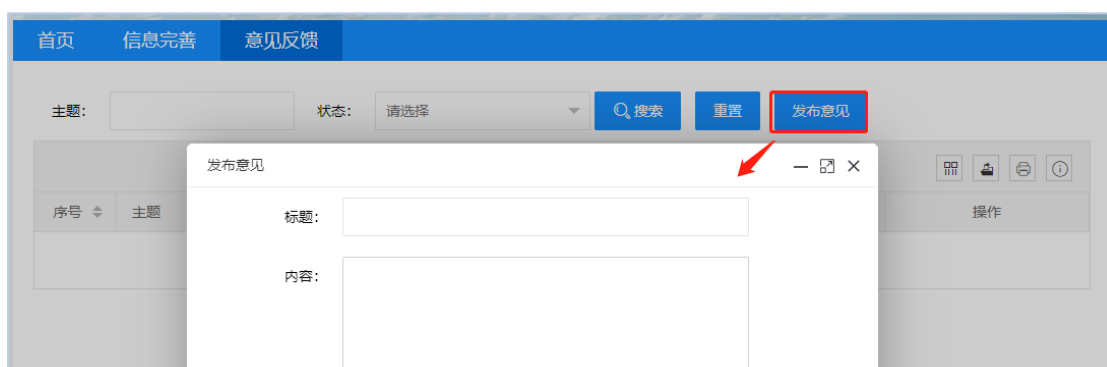 首页 信息完善 意见反馈
主题： 状态： 请选择 搜索 重置 发布意见
发布意见
序号 主题 操作
标题：
内容：